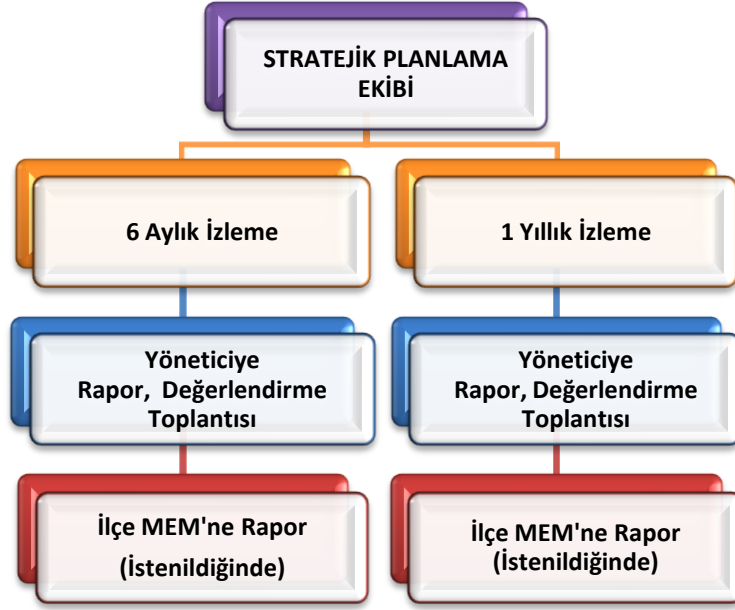 STRATEJİK PLANLAMA
EKİBİ
6 Aylık İzleme
1 Yıllık İzleme
Yöneticiye
Rapor, Değerlendirme
Toplantısı
Yöneticiye
Rapor, Değerlendirme
Toplantısı
İlçe MEM'ne Rapor
(İstenildiğinde)
İlçe MEM'ne Rapor
(İstenildiğinde)